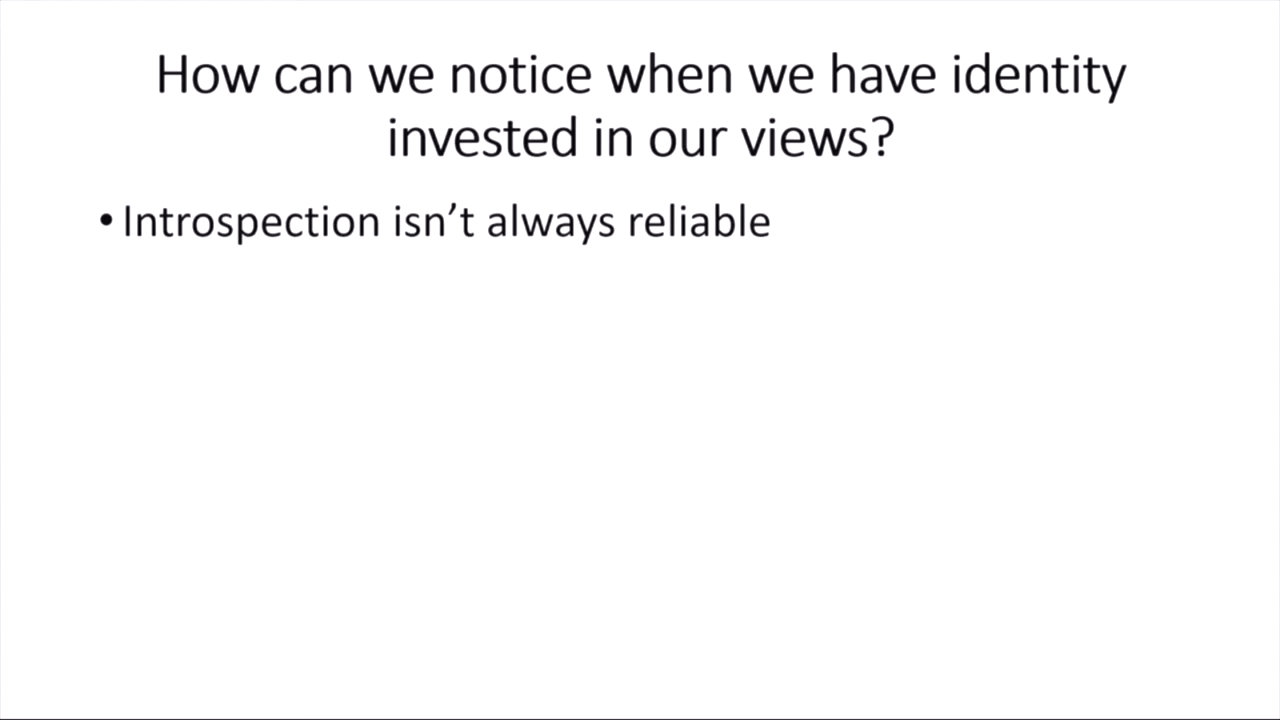 How can we notice when we have identity
invested in our views?
• Introspection isn’t always reliable